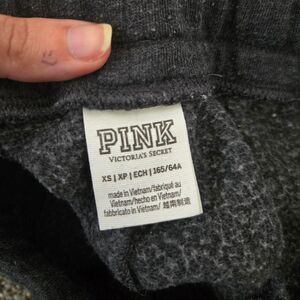 PINK
VICTORIA'S SECRET
XS | XP | ECH | 165/64A
made in Vietnam/fabriqué au
Vietnam/hecho en Vietnam/
fabbricato in Vietnam/ 越南制造